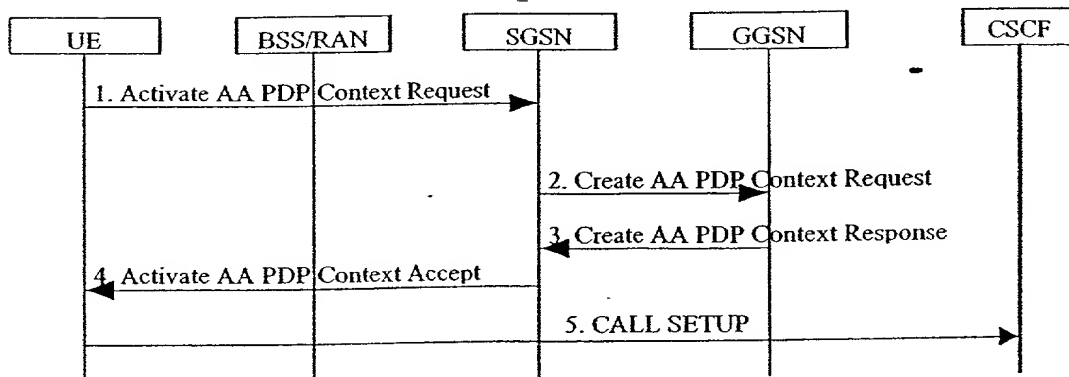 UE
BSS/RAN
SGSN
GGSN
CSCF
1. Activate AA PDP Context Request
2. Create AA PDP Context Request
3. Create AA PDP Context Response
4. Activate AA PDP Context Accept
5. CALL SETUP